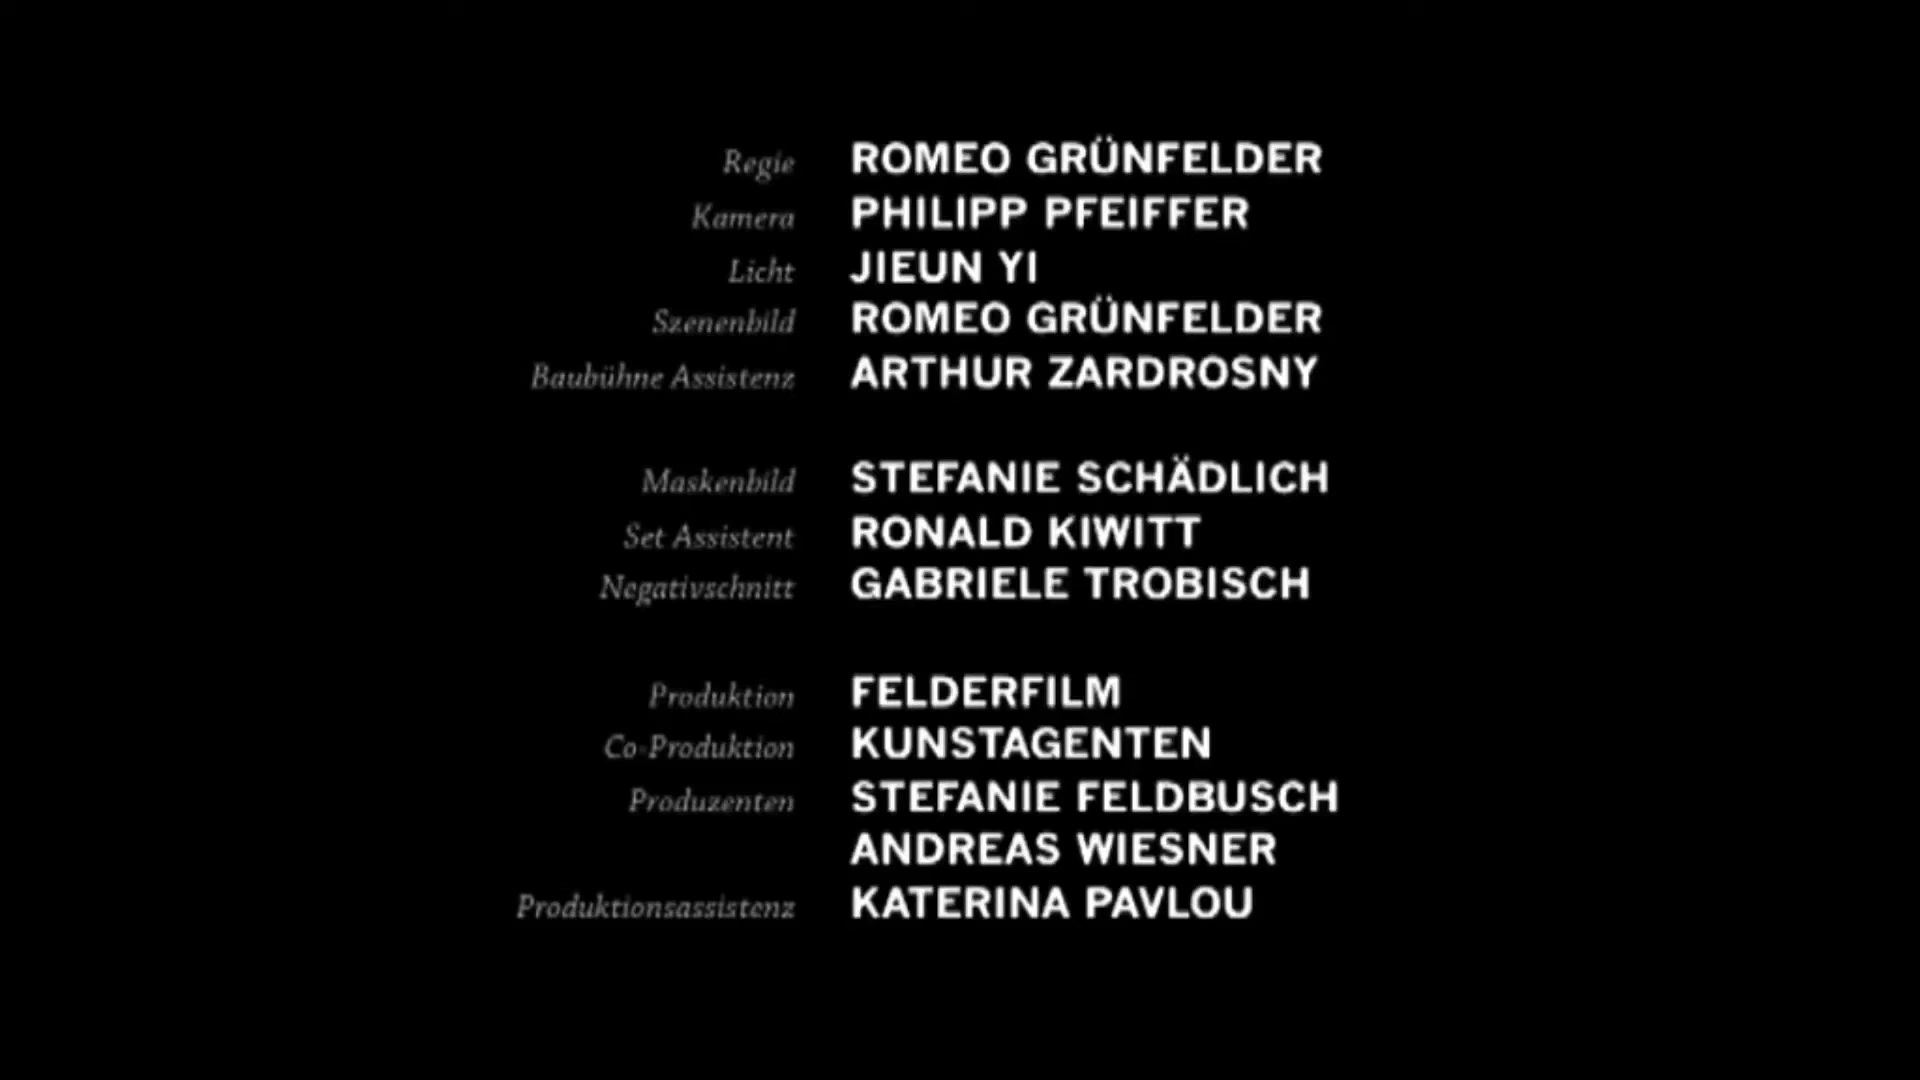 Regie ROMEO GRÜNFELDER
Kamera PHILIPP PFEIFFER
Licht JIEUN YI
Szenenbild ROMEO GRÜNFELDER
Baubühne Assistenz ARTHUR ZARDROSNY
Maskenbild STEFANIE SCHÄDLICH
Set Assistent RONALD KIWITT
Negativschnitt GABRIELE TROBISCH
Produktion FELDERFILM
Co-Produktion KUNSTAGENTEN
Produzenten STEFANIE FELDBUSCH
ANDREAS WIESNER
Produktionsassistenz KATERINA PAVLOU